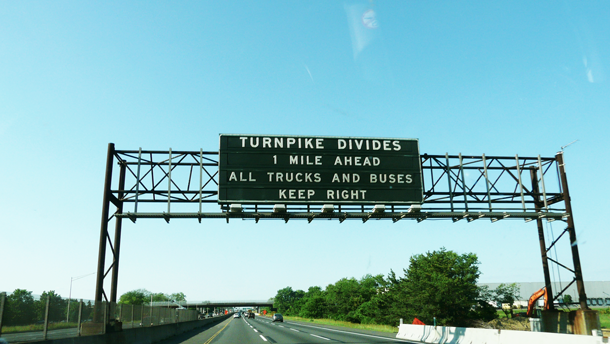 TURNPIKE DIVIDES
1 MILE AHEAD
ALL TRUCKS AND BUSES
KEEP RIGHT